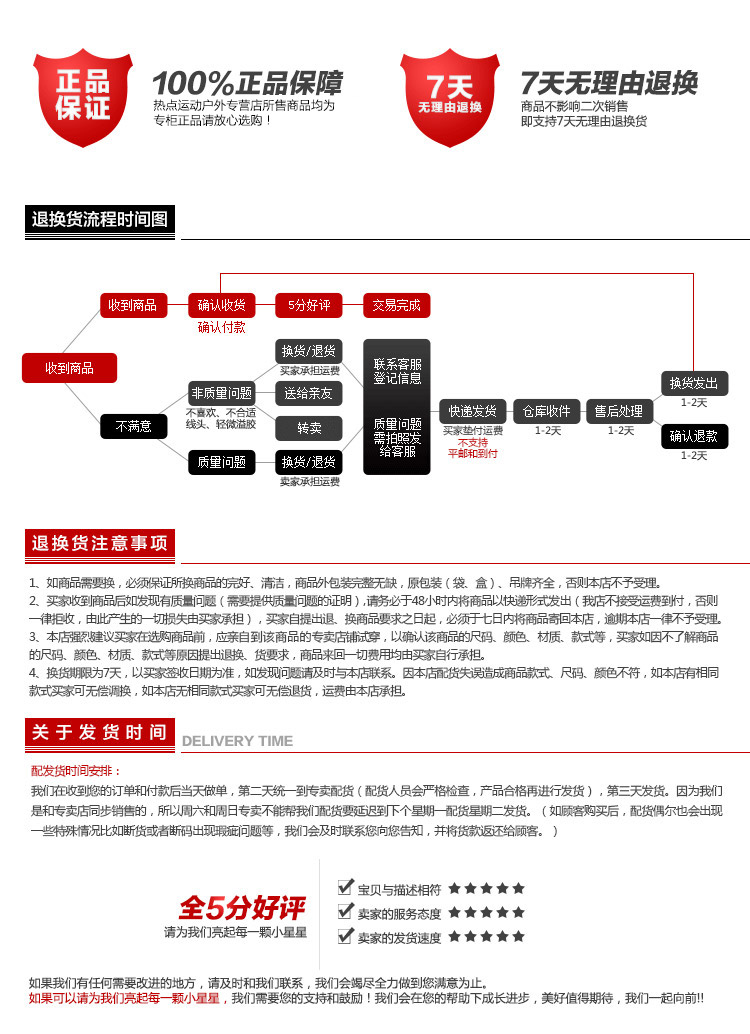 正品
保证
100%正品保障
热点运动户外专营店所售商品均为
专柜正品请放心选购！
7天
无理由退换
7天无理由退换
商品不影响二次销售
即支持7天无理由退换货
退换货流程时间图
收到商品
收到商品
确认收货
确认付款
5分好评
交易完成
不满意
非质量问题
不喜欢、不合适
线头、轻微溢胶
质量问题
换货/退货
买家承担运费
送给亲友
转卖
换货/退货
卖家承担运费
联系客服
登记信息
质量问题
需拍照发
给客服
快递发货
买家垫付运费
不支持
平邮和到付
仓库收件
1-2天
售后处理
1-2天
换货发出
1-2天
确认退款
1-2天
退换货注意事项
1、如商品需要换，必须保证所换商品的完好、清洁，商品外包装完整无缺，原包装（袋、盒）、吊牌齐全，否则本店不予受理。
2、买家收到商品后如发现有质量问题（需要提供质量问题的证明）,请务必于48小时内将商品以快递形式发出（我店不接受运费到付，否则
一律拒收，由此产生的一切损失由买家承担），买家自提出退、换商品要求之日起，必须于七日内将商品寄回本店，逾期本店一律不予受理。
3、本店强烈建议买家在选购商品前，应亲自到该商品的专卖店铺试穿，以确认该商品的尺码、颜色、材质、款式等，买家如因不了解商品
的尺码、颜色、材质、款式等原因提出退换、货要求，商品来回一切费用均由买家自行承担。
4、换货期限为7天，以买家签收日期为准，如发现问题请及时与本店联系。因本店配货失误造成商品款式、尺码、颜色不符，如本店有相同
款式买家可无偿调换，如本店无相同款式买家可无偿退货，运费由本店承担。
关于发货时间
DELIVERY TIME
配发货时间安排：
我们在收到您的订单和付款后当天做单，第二天统一到专卖配货（配货人员会严格检查，产品合格再进行发货），第三天发货。因为我们
是和专卖店同步销售的，所以周六和周日专卖不能帮我们配货要延迟到下个星期一配货星期二发货。（如顾客购买后，配货偶尔也会出现
一些特殊情况比如断货或者断码出现瑕疵问题等，我们会及时联系您向您告知，并将货款返还给顾客。）
全5分好评
请为我们亮起每一颗小星星
宝贝与描述相符 ★★★★★
卖家的服务态度 ★★★★★
卖家的发货速度 ★★★★★
如果我们有任何需要改进的地方，请及时和我们联系，我们会竭尽全力做到您满意为止。
如果可以请为我们亮起每一颗小星星，我们需要您的支持和鼓励！我们会在您的帮助下成长进步，美好值得期待，我们一起向前!!